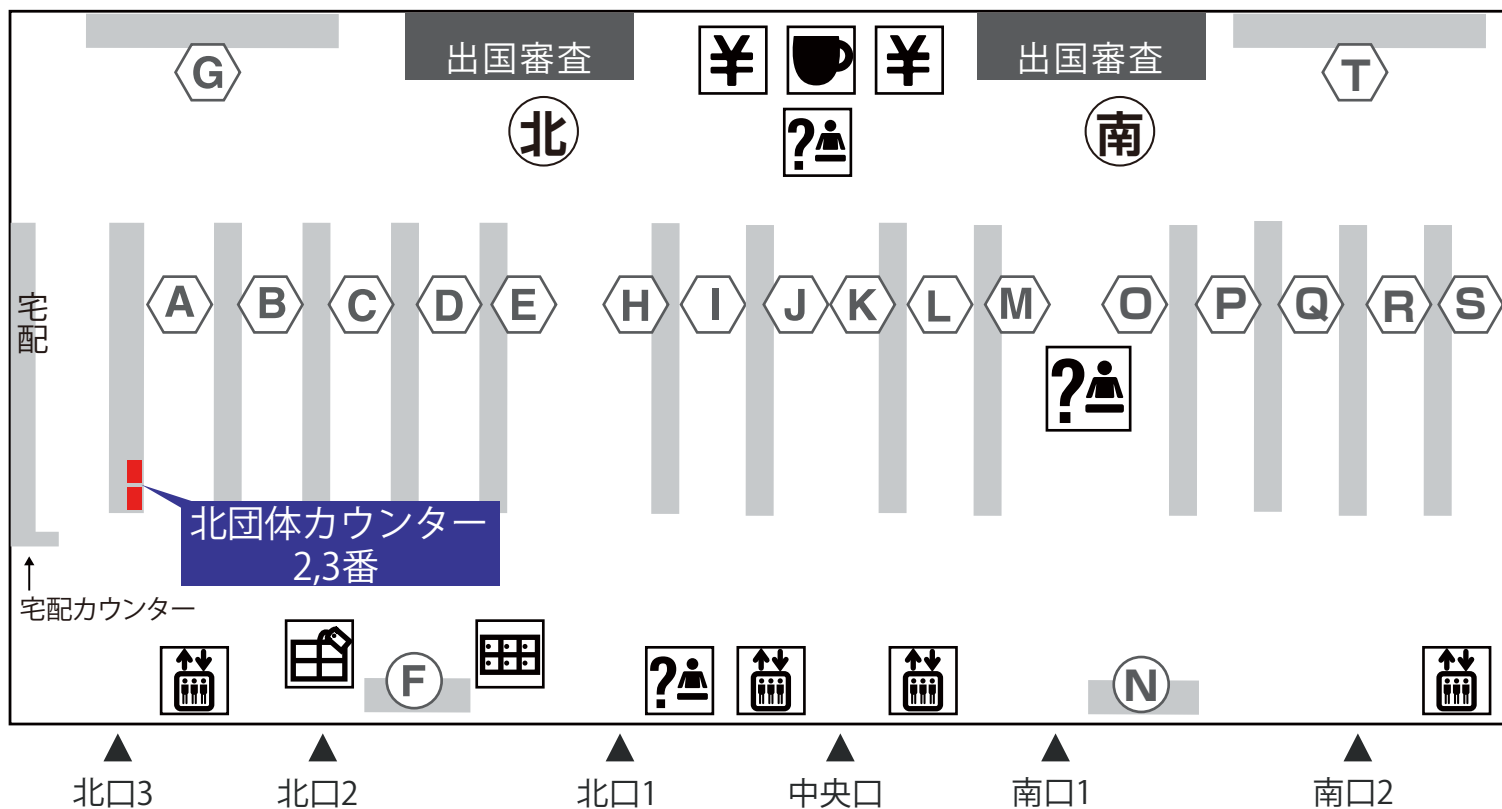 出国審査
¥
¥
出国審査
G
T
北
?
南
宅配
A
B
C
D
E
H
I
J
K
L
M
O
P
Q
R
S
?
北団体カウンター
2,3番
↑
宅配カウンター
F
?
N
▲
▲
▲
▲
▲
▲
北口3
北口2
北口1
中央口
南口1
南口2